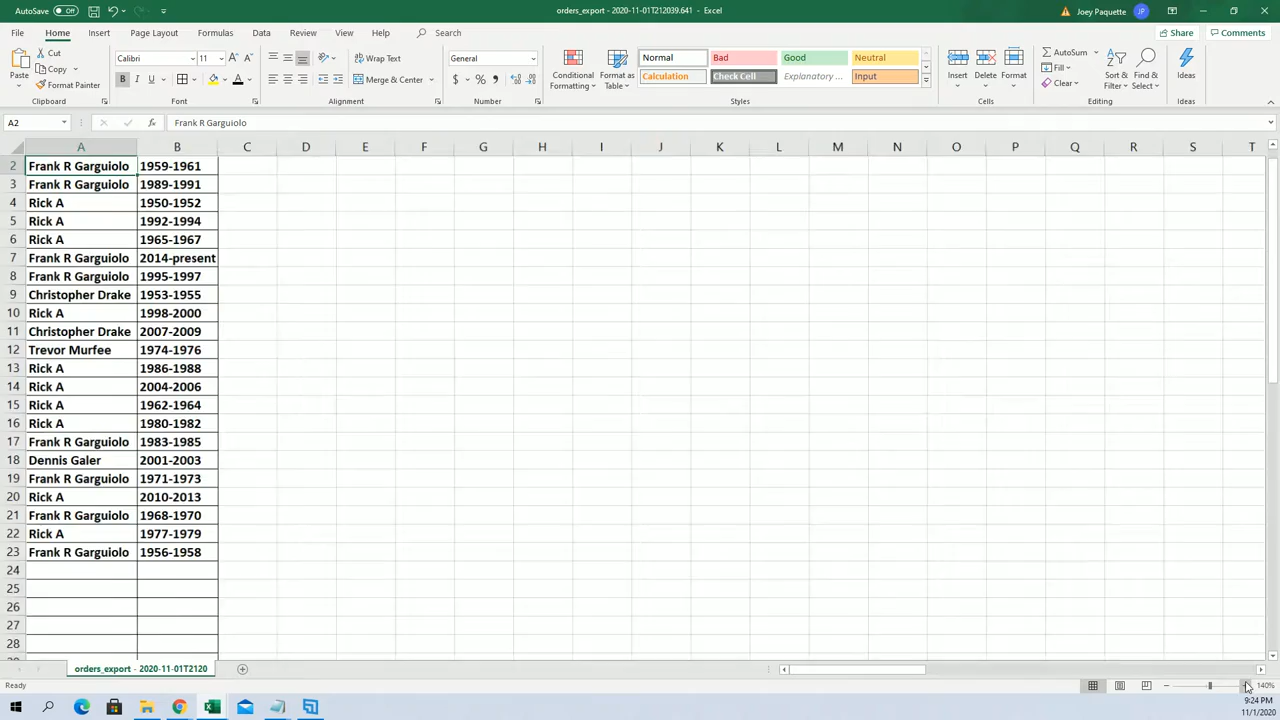 AutoSave Off orders_export - 2020-11-01T212039.641 - Excel Joey Paquette JP
File Home Insert Page Layout Formulas Data Review View Help Search Share Comments
Paste Cut Copy Format Painter Clipboard
Calibri 11 A A B I U A Font
ab Wrap Text Merge & Center Alignment
General $ % , Number
Conditional Formatting Format as Table
Normal Bad Good Neutral
Calculation Check Cell Explanatory ... Input
Styles
Insert Delete Format Cells
AutoSum Fill Clear Sort & Filter Find & Select Editing
Ideas Ideas
A2 fx Frank R Garguiolo
A B C D E F G H I J K L M N O P Q R S T
2 Frank R Garguiolo 1959-1961
3 Frank R Garguiolo 1989-1991
4 Rick A 1950-1952
5 Rick A 1992-1994
6 Rick A 1965-1967
7 Frank R Garguiolo 2014-present
8 Frank R Garguiolo 1995-1997
9 Christopher Drake 1953-1955
10 Rick A 1998-2000
11 Christopher Drake 2007-2009
12 Trevor Murfee 1974-1976
13 Rick A 1986-1988
14 Rick A 2004-2006
15 Rick A 1962-1964
16 Rick A 1980-1982
17 Frank R Garguiolo 1983-1985
18 Dennis Galer 2001-2003
19 Frank R Garguiolo 1971-1973
20 Rick A 2010-2013
21 Frank R Garguiolo 1968-1970
22 Rick A 1977-1979
23 Frank R Garguiolo 1956-1958
24
25
26
27
28
orders_export - 2020-11-01T2120
Ready 140%
9:24 PM
11/1/2020